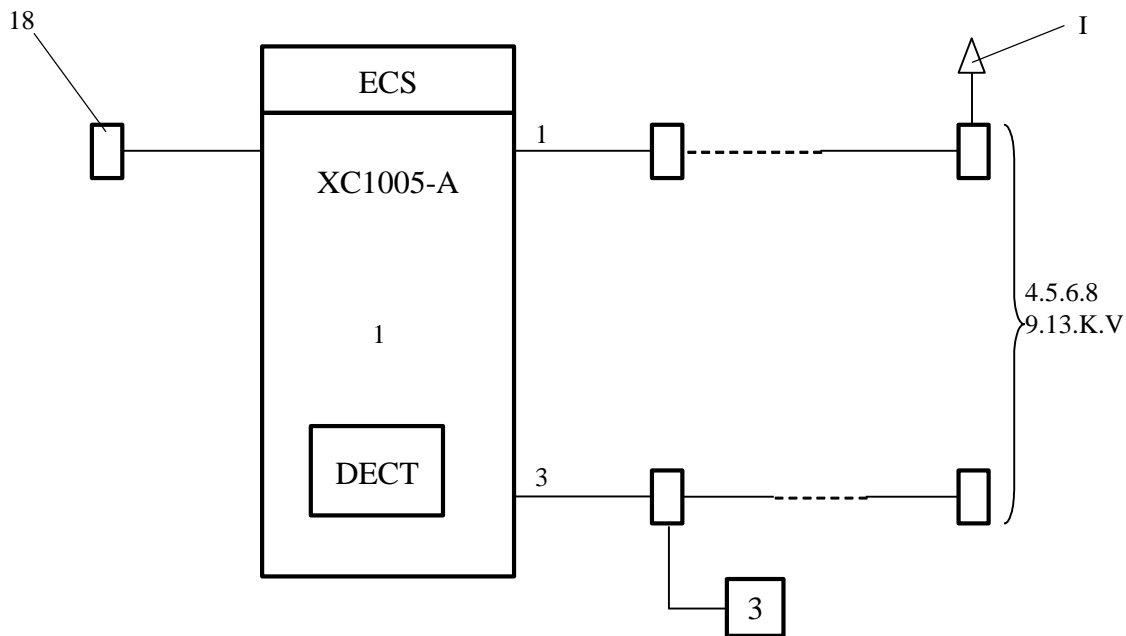 18
I
ECS
1
XC1005-A
4.5.6.8
9.13.K.V
1
DECT
3
3